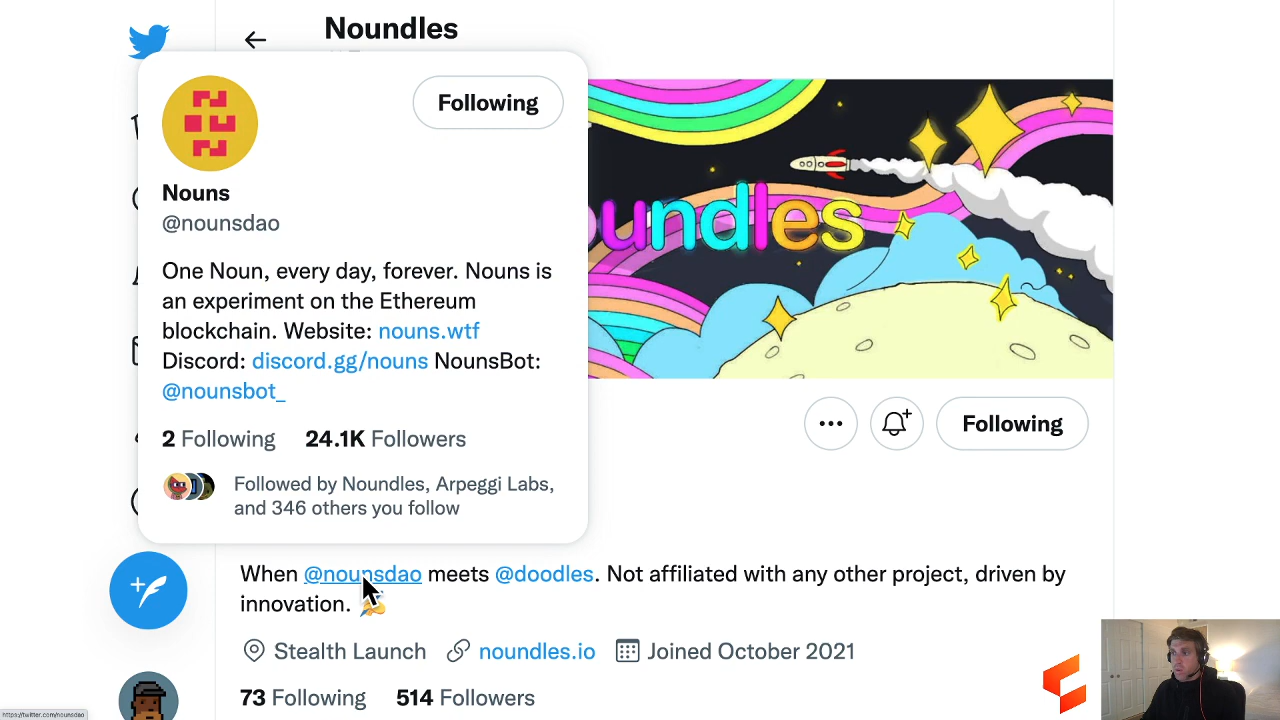 Noundles
Following
Nouns
@nounsdao
One Noun, every day, forever. Nouns is
an experiment on the Ethereum
blockchain. Website: nouns.wtf
Discord: discord.gg/nouns NounsBot:
@nounsbot_
2 Following 24.1K Followers
Followed by Noundles, Arpeggi Labs,
and 346 others you follow
oundles
Following
When @nounsdao meets @doodles. Not affiliated with any other project, driven by
innovation.
Stealth Launch noundles.io Joined October 2021
73 Following 514 Followers
https://twitter.com/nounsdao